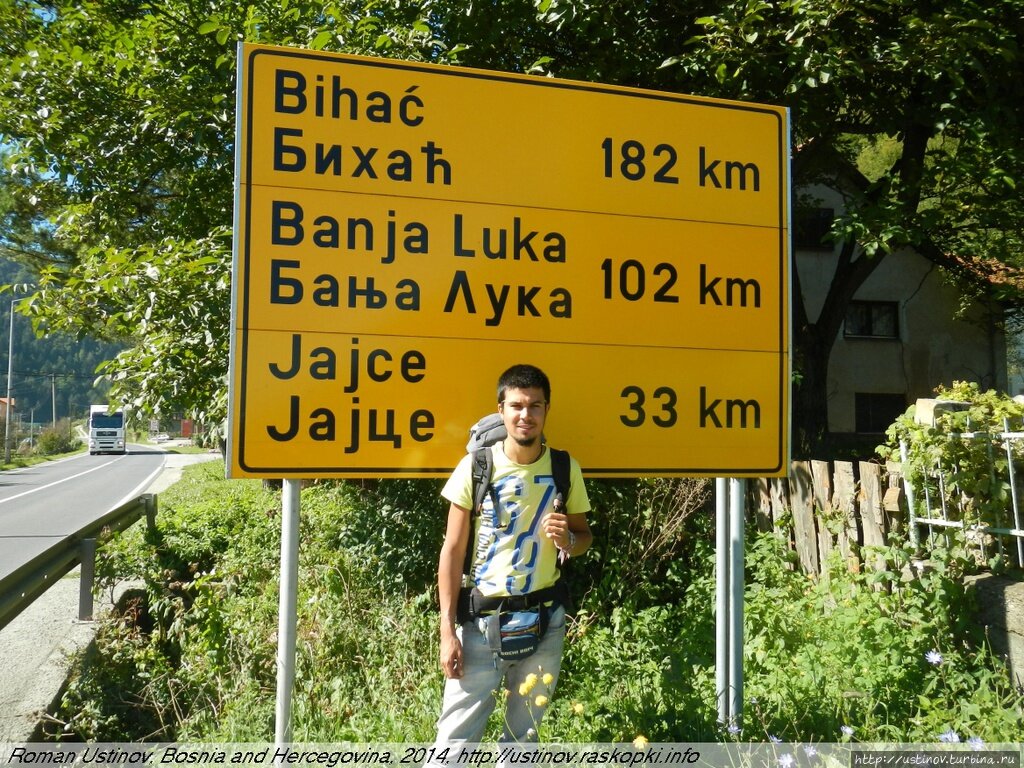 Bihać
Бихаћ
182 km
Banja Luka
Бања Лука
102 km
Jajce
Јајце
33 km
67
Roman Ustinov, Bosnia and Hercegovina, 2014, http://ustinov.raskopki.info
http://ustinov.turbina.ru